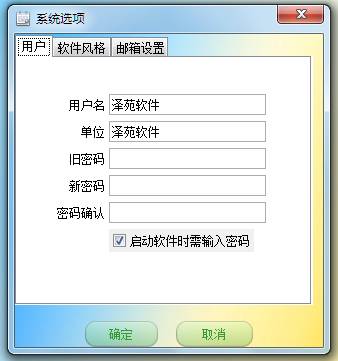 系统选项
用户 软件风格 邮箱设置
用户名 泽苑软件
单位 泽苑软件
旧密码
新密码
密码确认
启动软件时需输入密码
确定 取消